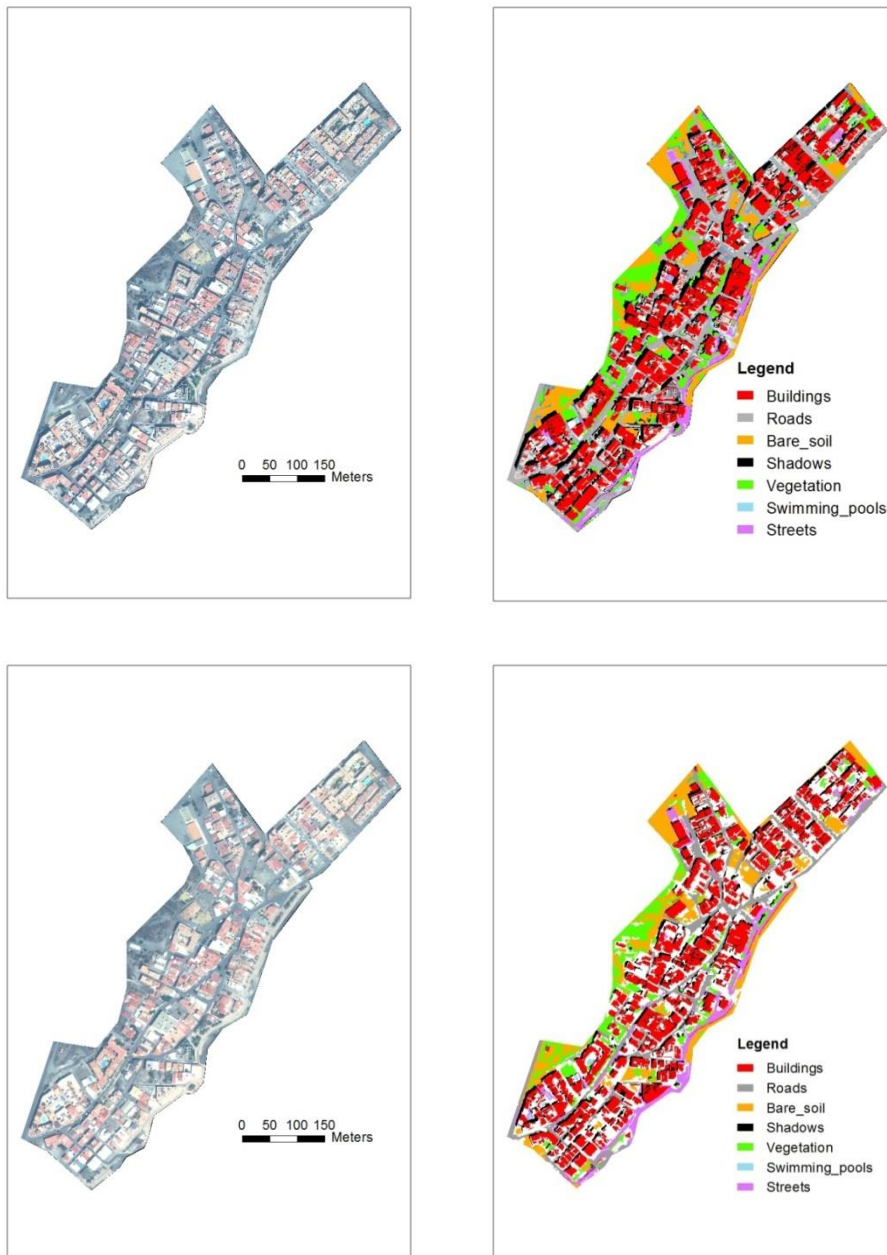 0 50 100 150
Meters
Legend
Buildings
Roads
Bare_soil
Shadows
Vegetation
Swimming_pools
Streets
0 50 100 150
Meters
Legend
Buildings
Roads
Bare_soil
Shadows
Vegetation
Swimming_pools
Streets